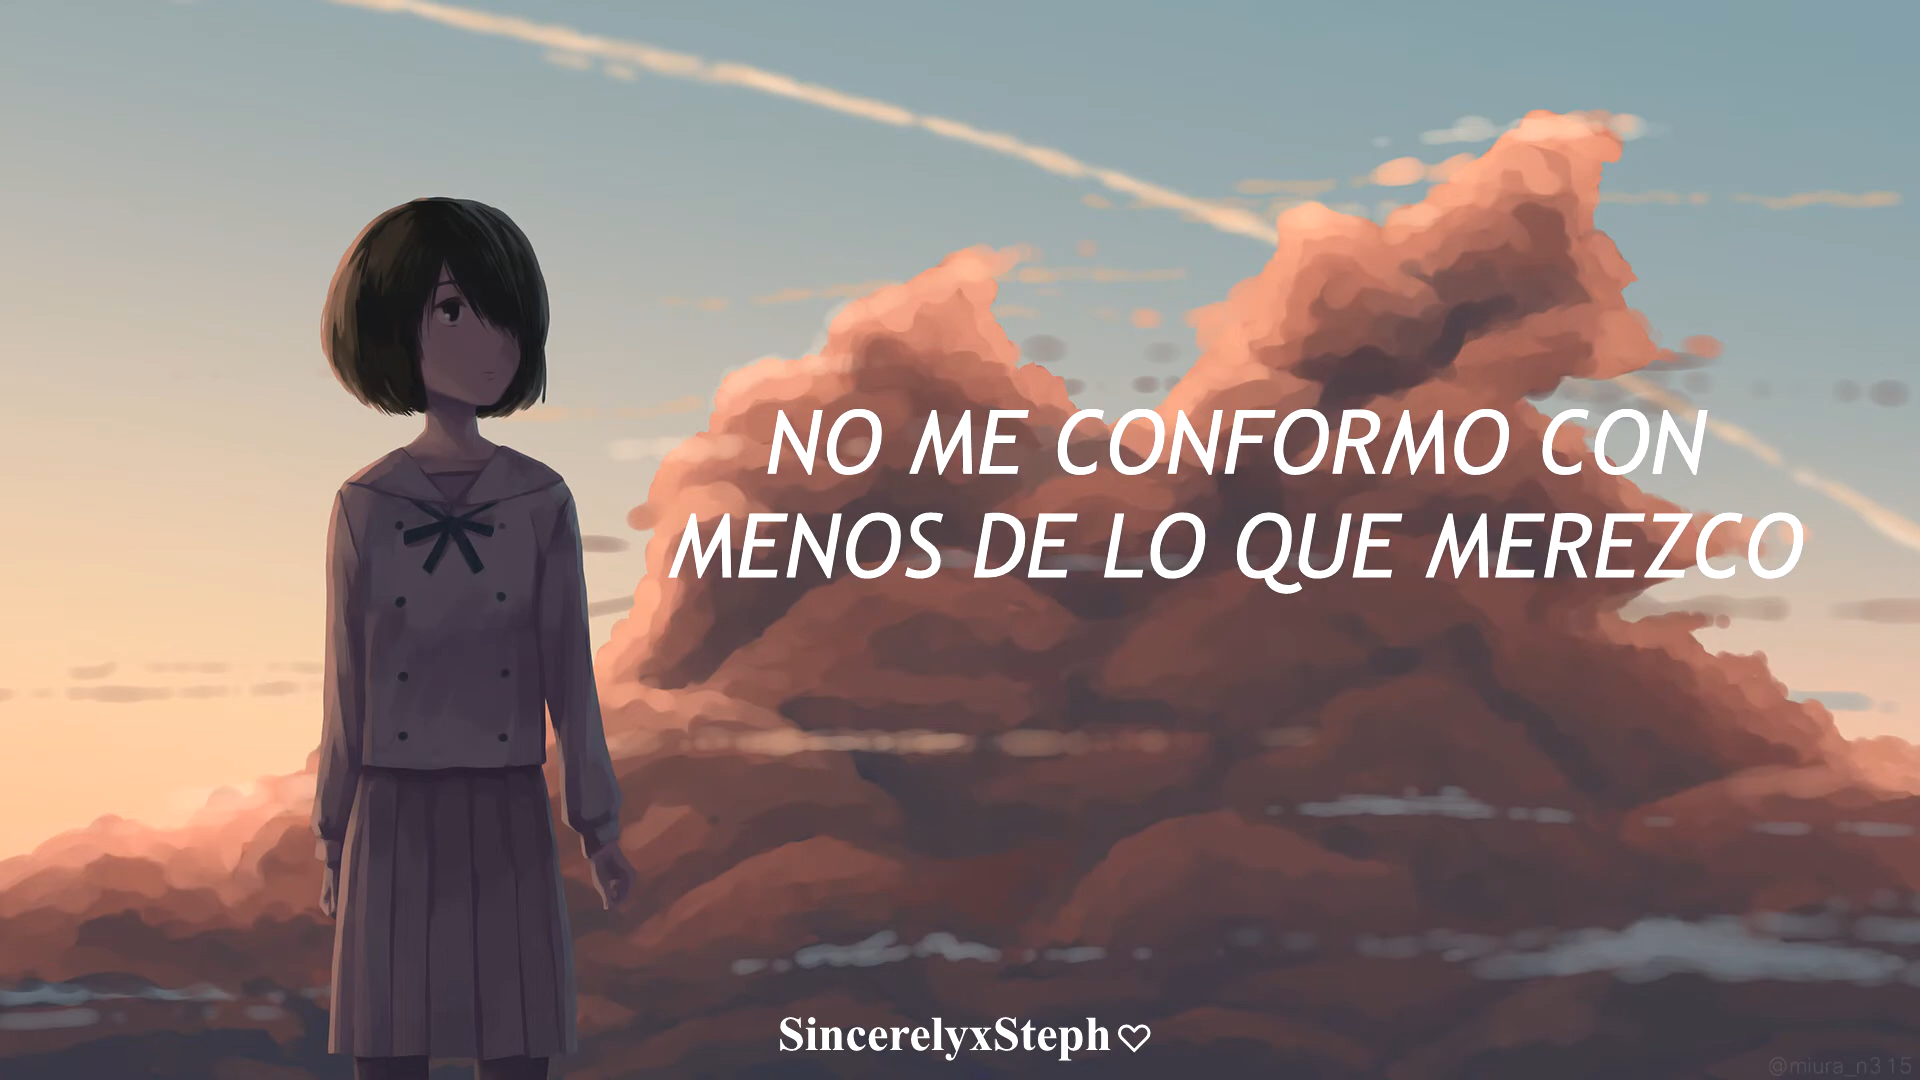 NO ME CONFORMO CON
MENOS DE LO QUE MEREZCO
SincerelyxSteph♡
@miura_n315